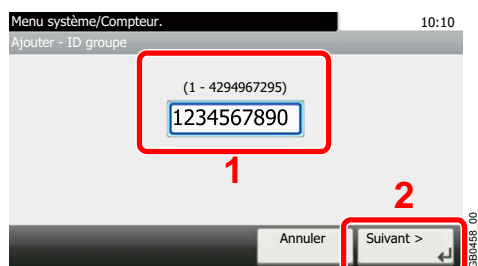 Menu système/Compteur.
10:10
Ajouter - ID groupe
(1 - 4294967295)
1234567890
1
2
Annuler
Suivant >
GB0458_00